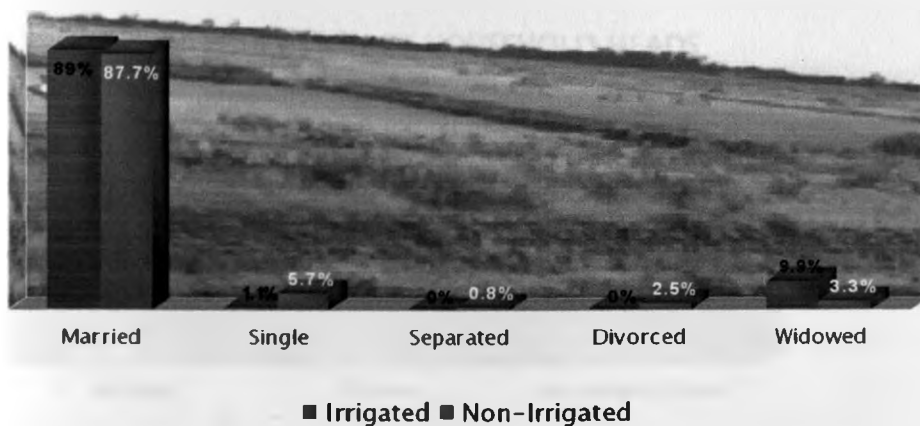 89% 87.7%
1.1% 5.7% 0% 0.8% 0% 2.5% 9.9% 3.3%
Married Single Separated Divorced Widowed
Irrigated Non-Irrigated